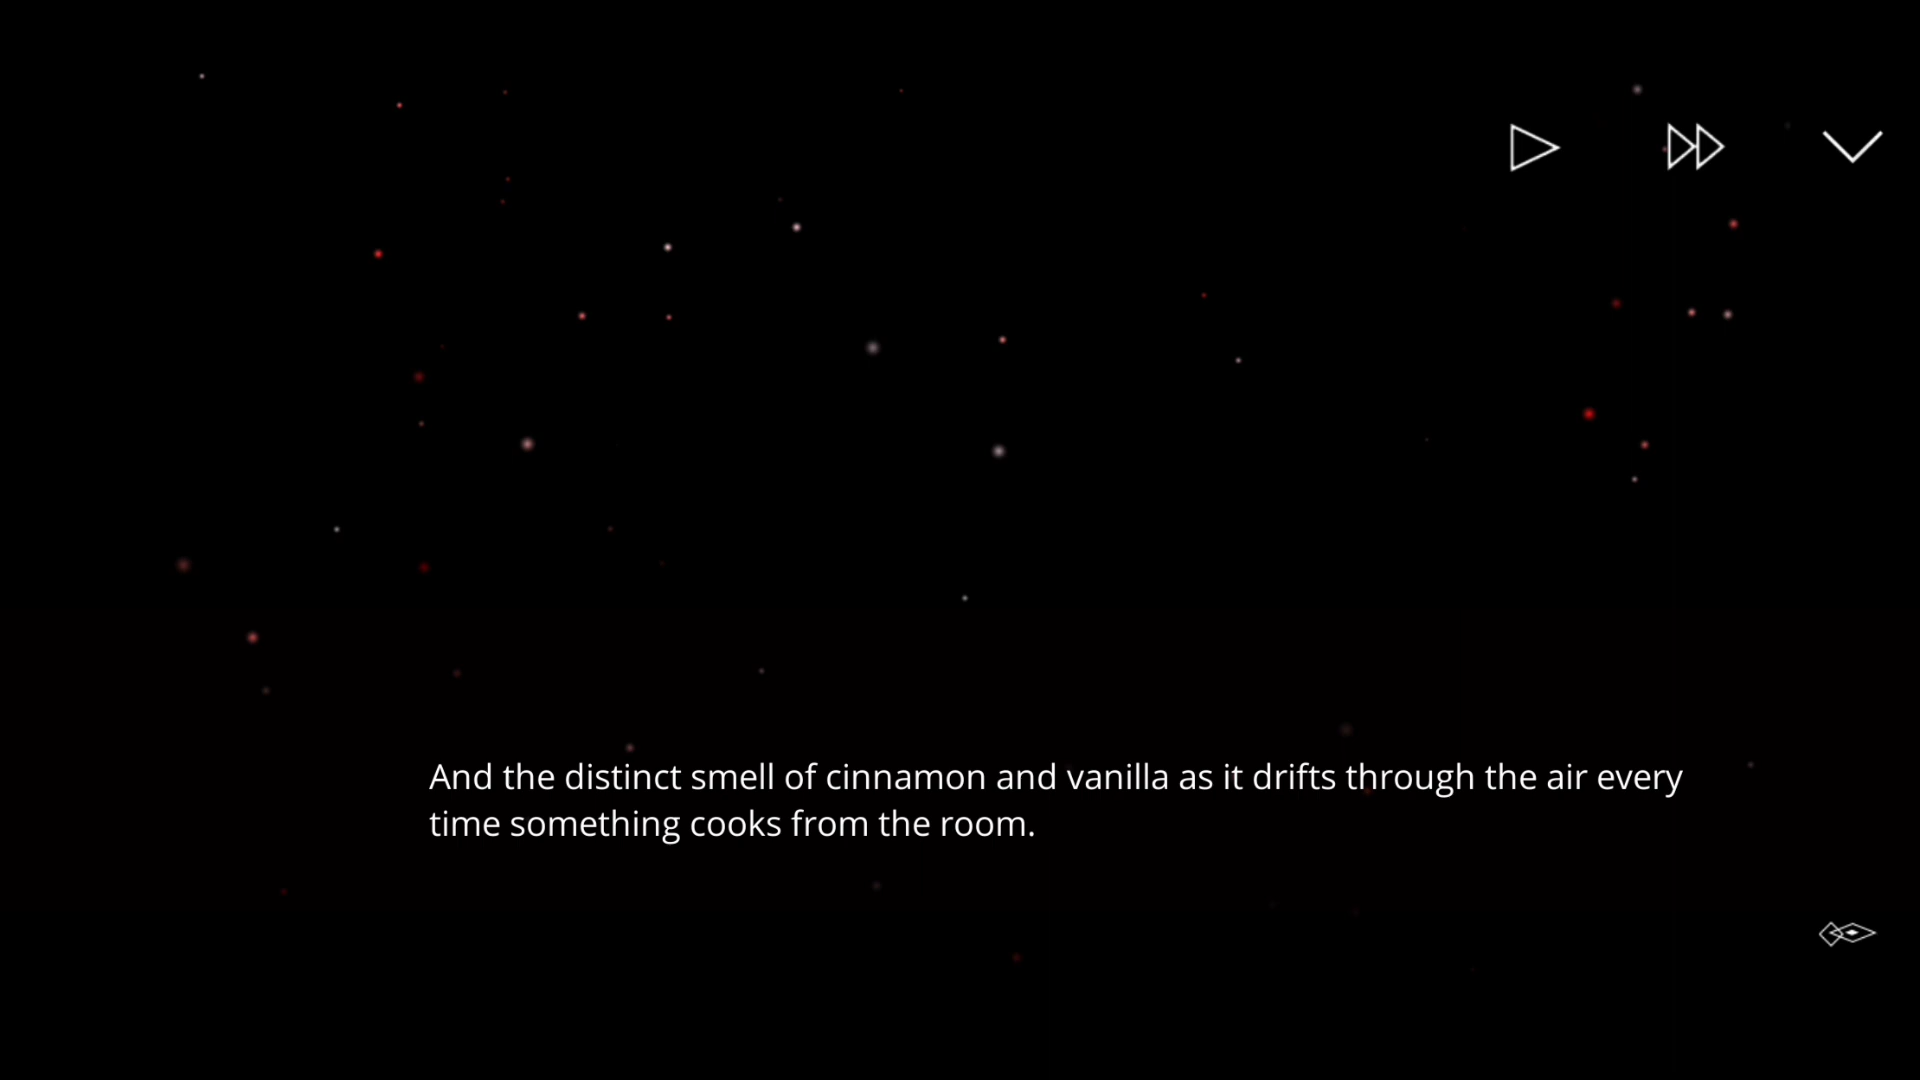 And the distinct smell of cinnamon and vanilla as it drifts through the air every
time something cooks from the room.